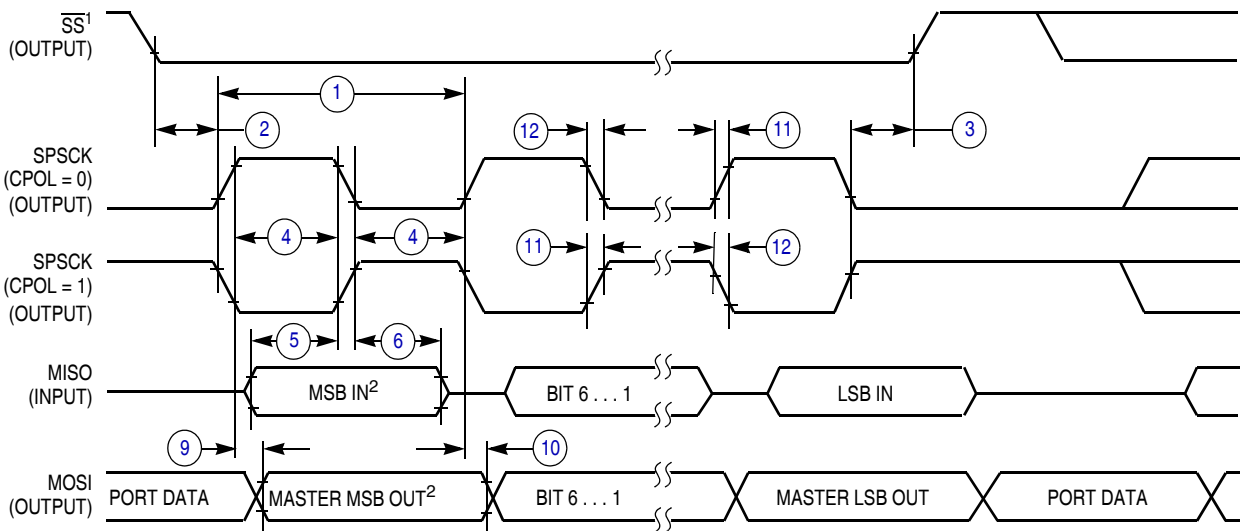 SS¹
(OUTPUT)
1
2
12
11
3
SPSCK
(CPOL = 0)
(OUTPUT)
4
4
11
12
SPSCK
(CPOL = 1)
(OUTPUT)
5
6
MISO
(INPUT)
MSB IN²
BIT 6 . . . 1
LSB IN
9
10
MOSI
(OUTPUT)
PORT DATA
MASTER MSB OUT²
BIT 6 . . . 1
MASTER LSB OUT
PORT DATA